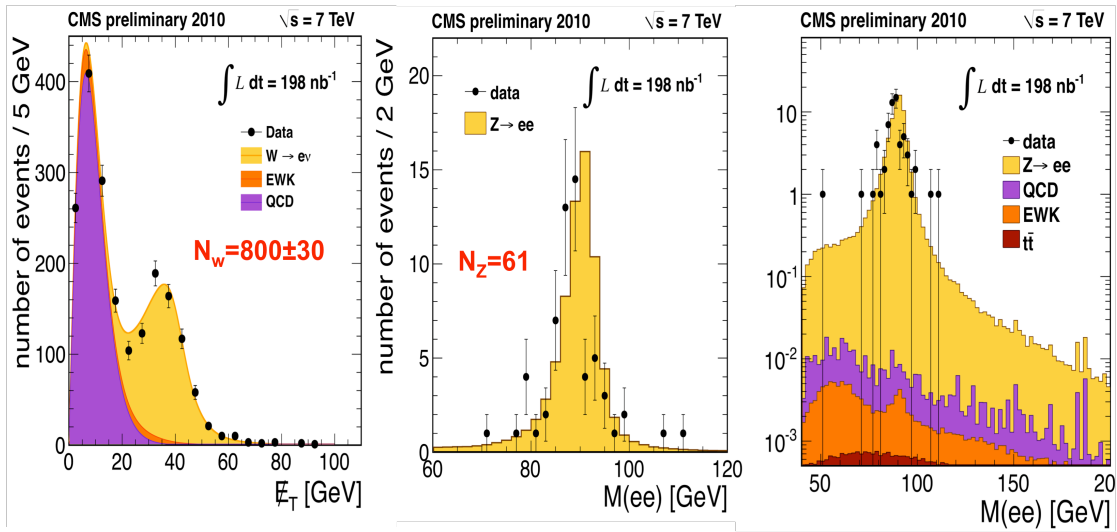 CMS preliminary 2010 √s = 7 TeV
number of events / 5 GeV
450
400
300
200
100
0
∫ L dt = 198 nb⁻¹
Data
W → eν
EWK
QCD
N_W=800±30
0 20 40 60 80 100
E̸_T [GeV]
CMS preliminary 2010 √s = 7 TeV
number of events / 2 GeV
20
15
10
5
0
∫ L dt = 198 nb⁻¹
data
Z→ ee
N_Z=61
60 80 100 120
M(ee) [GeV]
CMS preliminary 2010 √s = 7 TeV
10
1
10⁻¹
10⁻²
10⁻³
∫ L dt = 198 nb⁻¹
data
Z→ ee
QCD
EWK
tt̄
50 100 150 20
M(ee) [GeV]